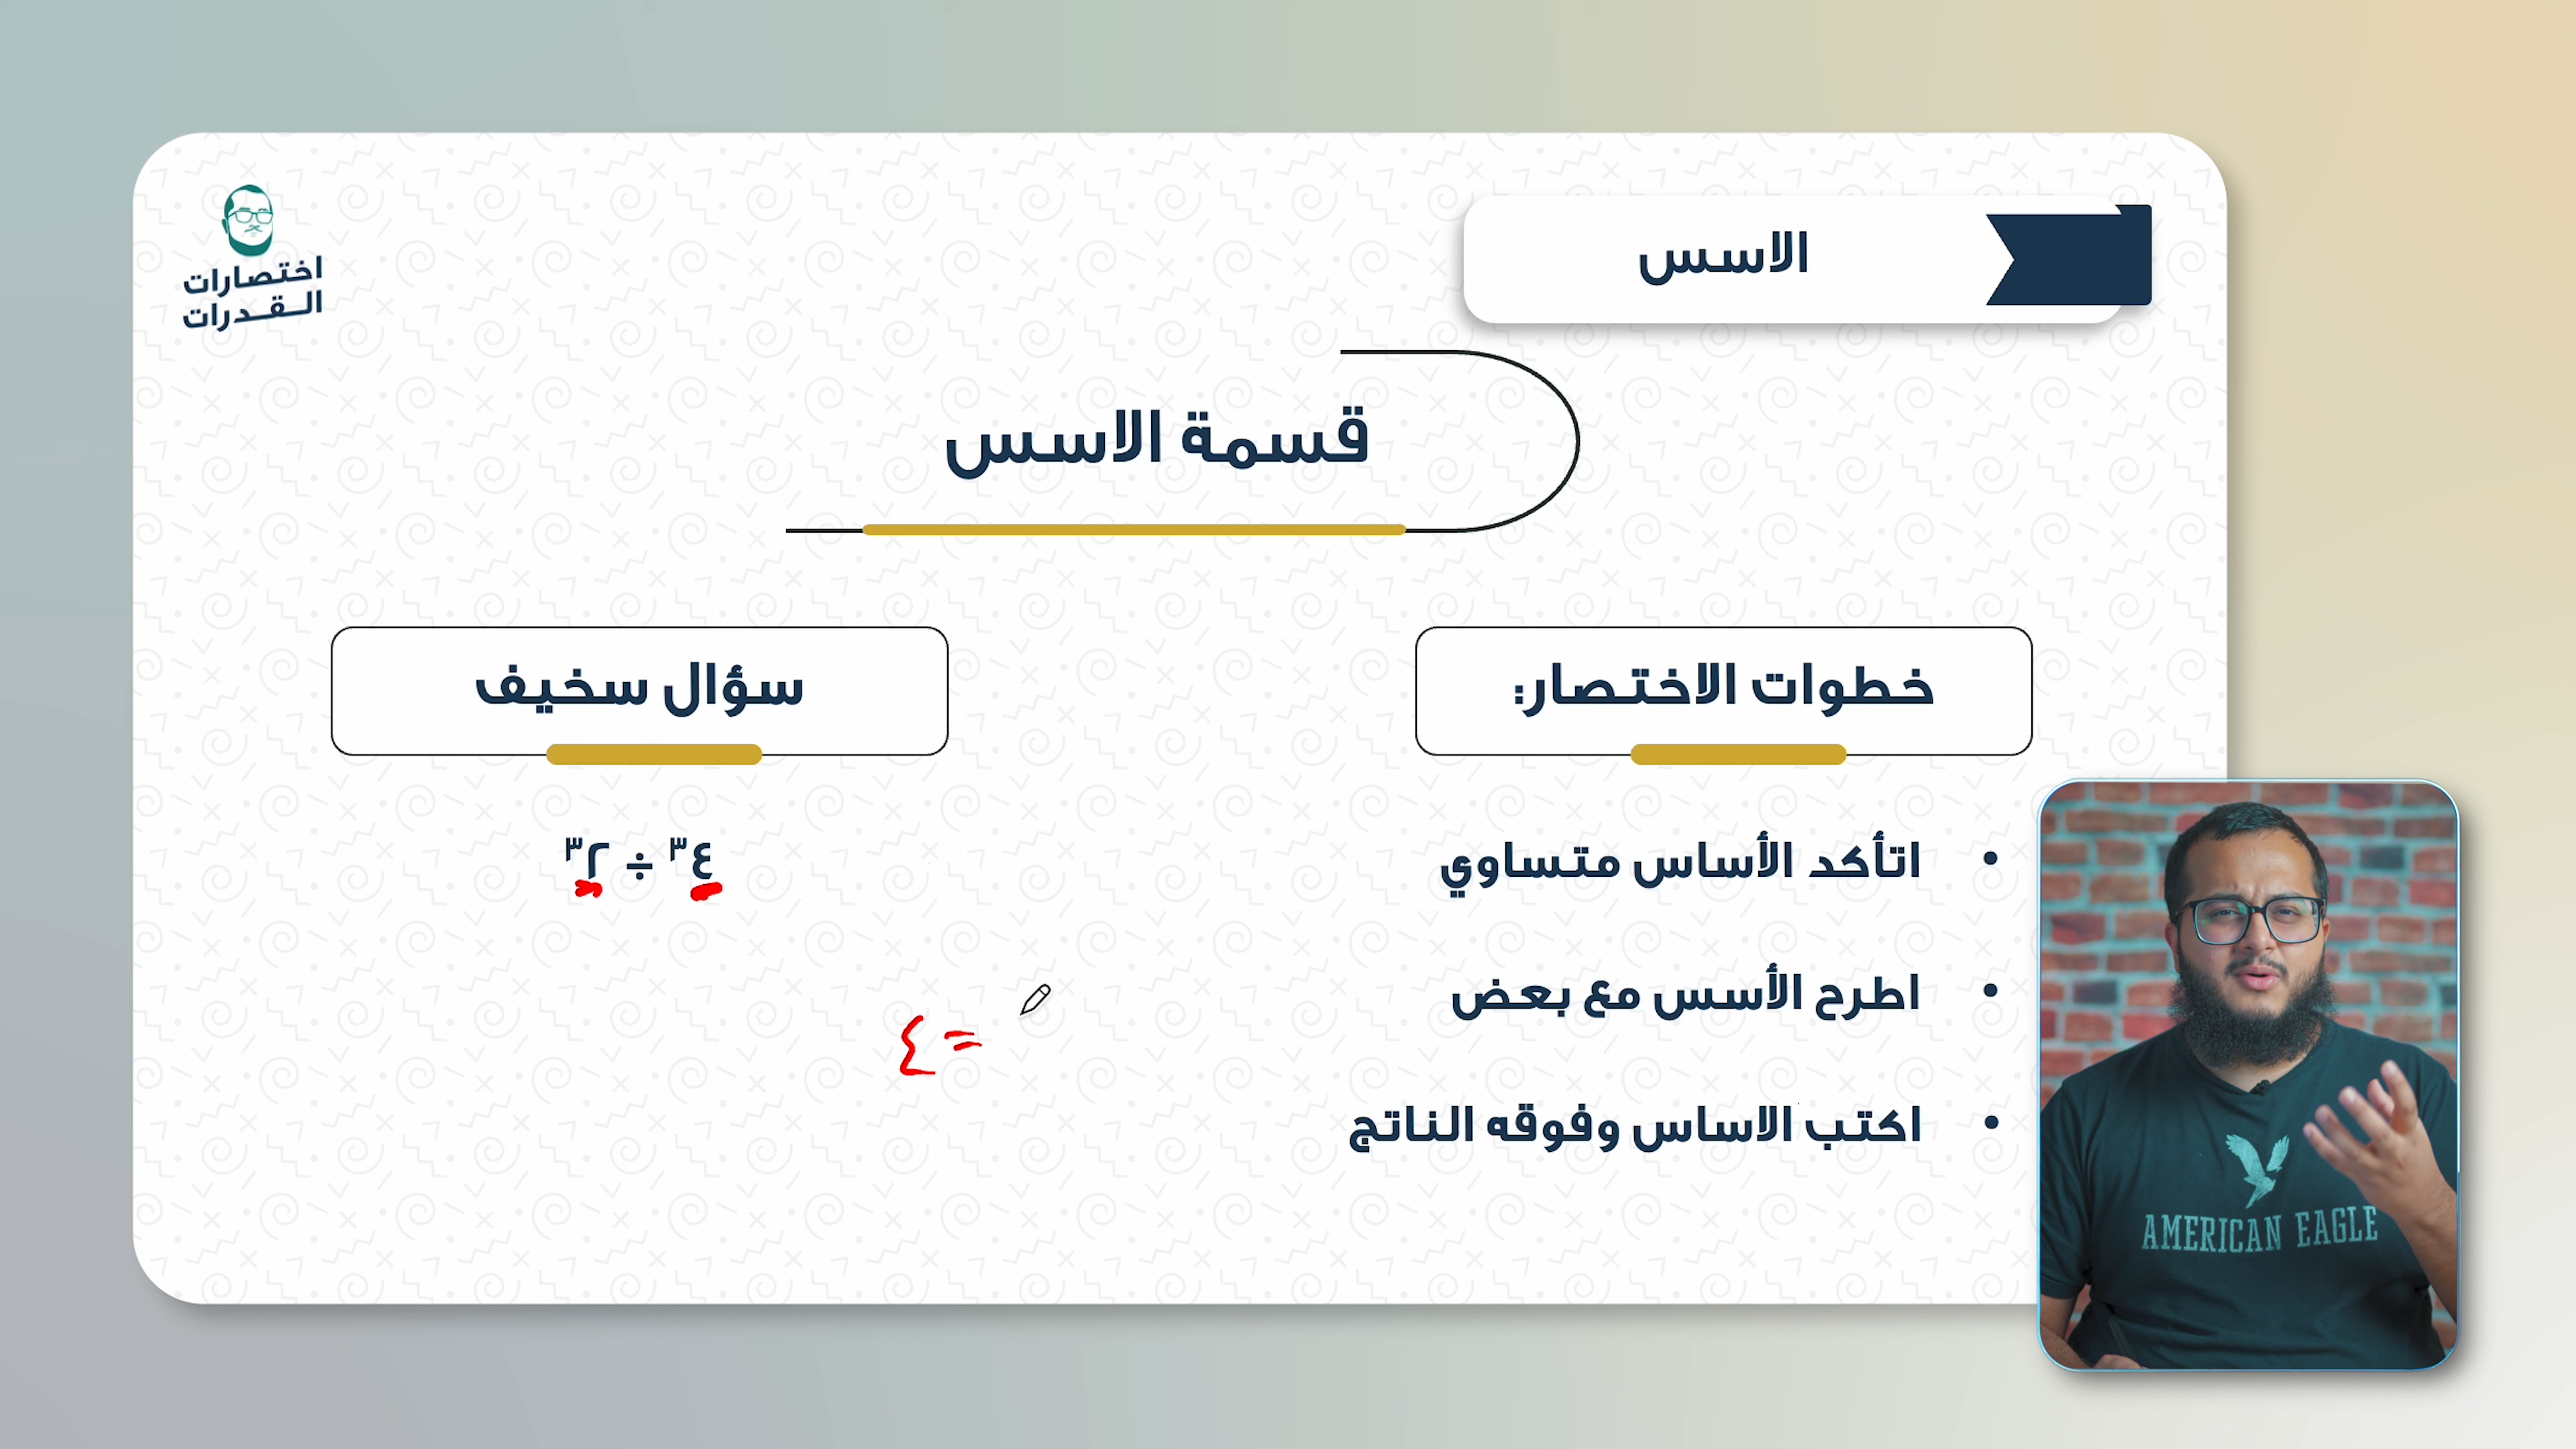 اختصارات
القدرات
الاسس
قسمة الاسس
خطوات الاختصار:
اتأكد الأساس متساوي
اطرح الأسس مع بعض
اكتب الاساس وفوقه الناتج
سؤال سخيف
٤³ ÷ ٢³
= ٤
AMERICAN EAGLE